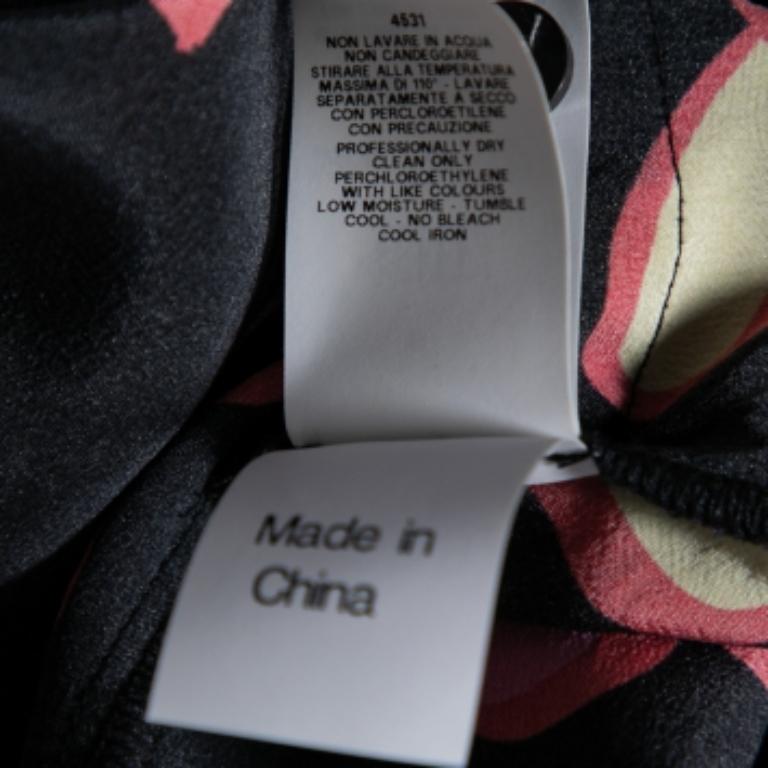 4531
NON LAVARE IN ACQUA
NON CANDEGGIARE
STIRARE ALLA TEMPERATURA
MASSIMA DI 110° - LAVARE
SEPARATAMENTE A SECCO
CON PERCLOROETILENE
CON PRECAUZIONE
PROFESSIONALLY DRY
CLEAN ONLY
PERCHLOROETHYLENE
WITH LIKE COLOURS
LOW MOISTURE - TUMBLE
COOL - NO BLEACH
COOL IRON
Made in
China